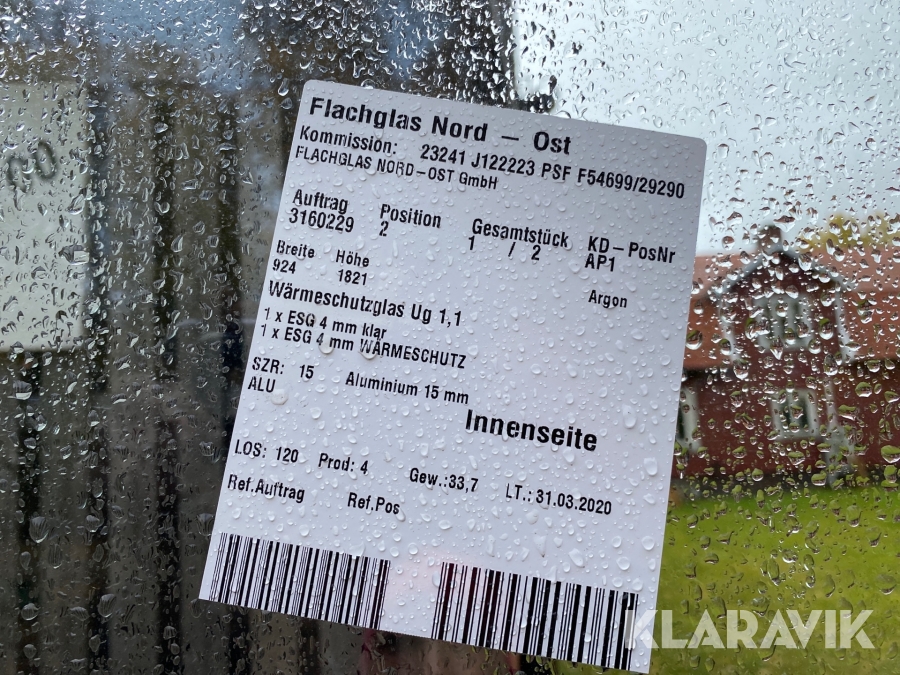 Flachglas Nord – Ost
Kommission: 23241 J122223 PSF F54699/29290
FLACHGLAS NORD–OST GmbH
Auftrag Position Gesamtstück KD–PosNr
3160229 2 1 / 2 AP1
Breite Höhe
924 1821 Argon
Wärmeschutzglas Ug 1,1
1 x ESG 4 mm klar
1 x ESG 4 mm WÄRMESCHUTZ
SZR: 15 Aluminium 15 mm
ALU
Innenseite
LOS: 120 Prod: 4 Gew.:33,7 LT.: 31.03.2020
Ref.Auftrag Ref.Pos
KLARAVIK